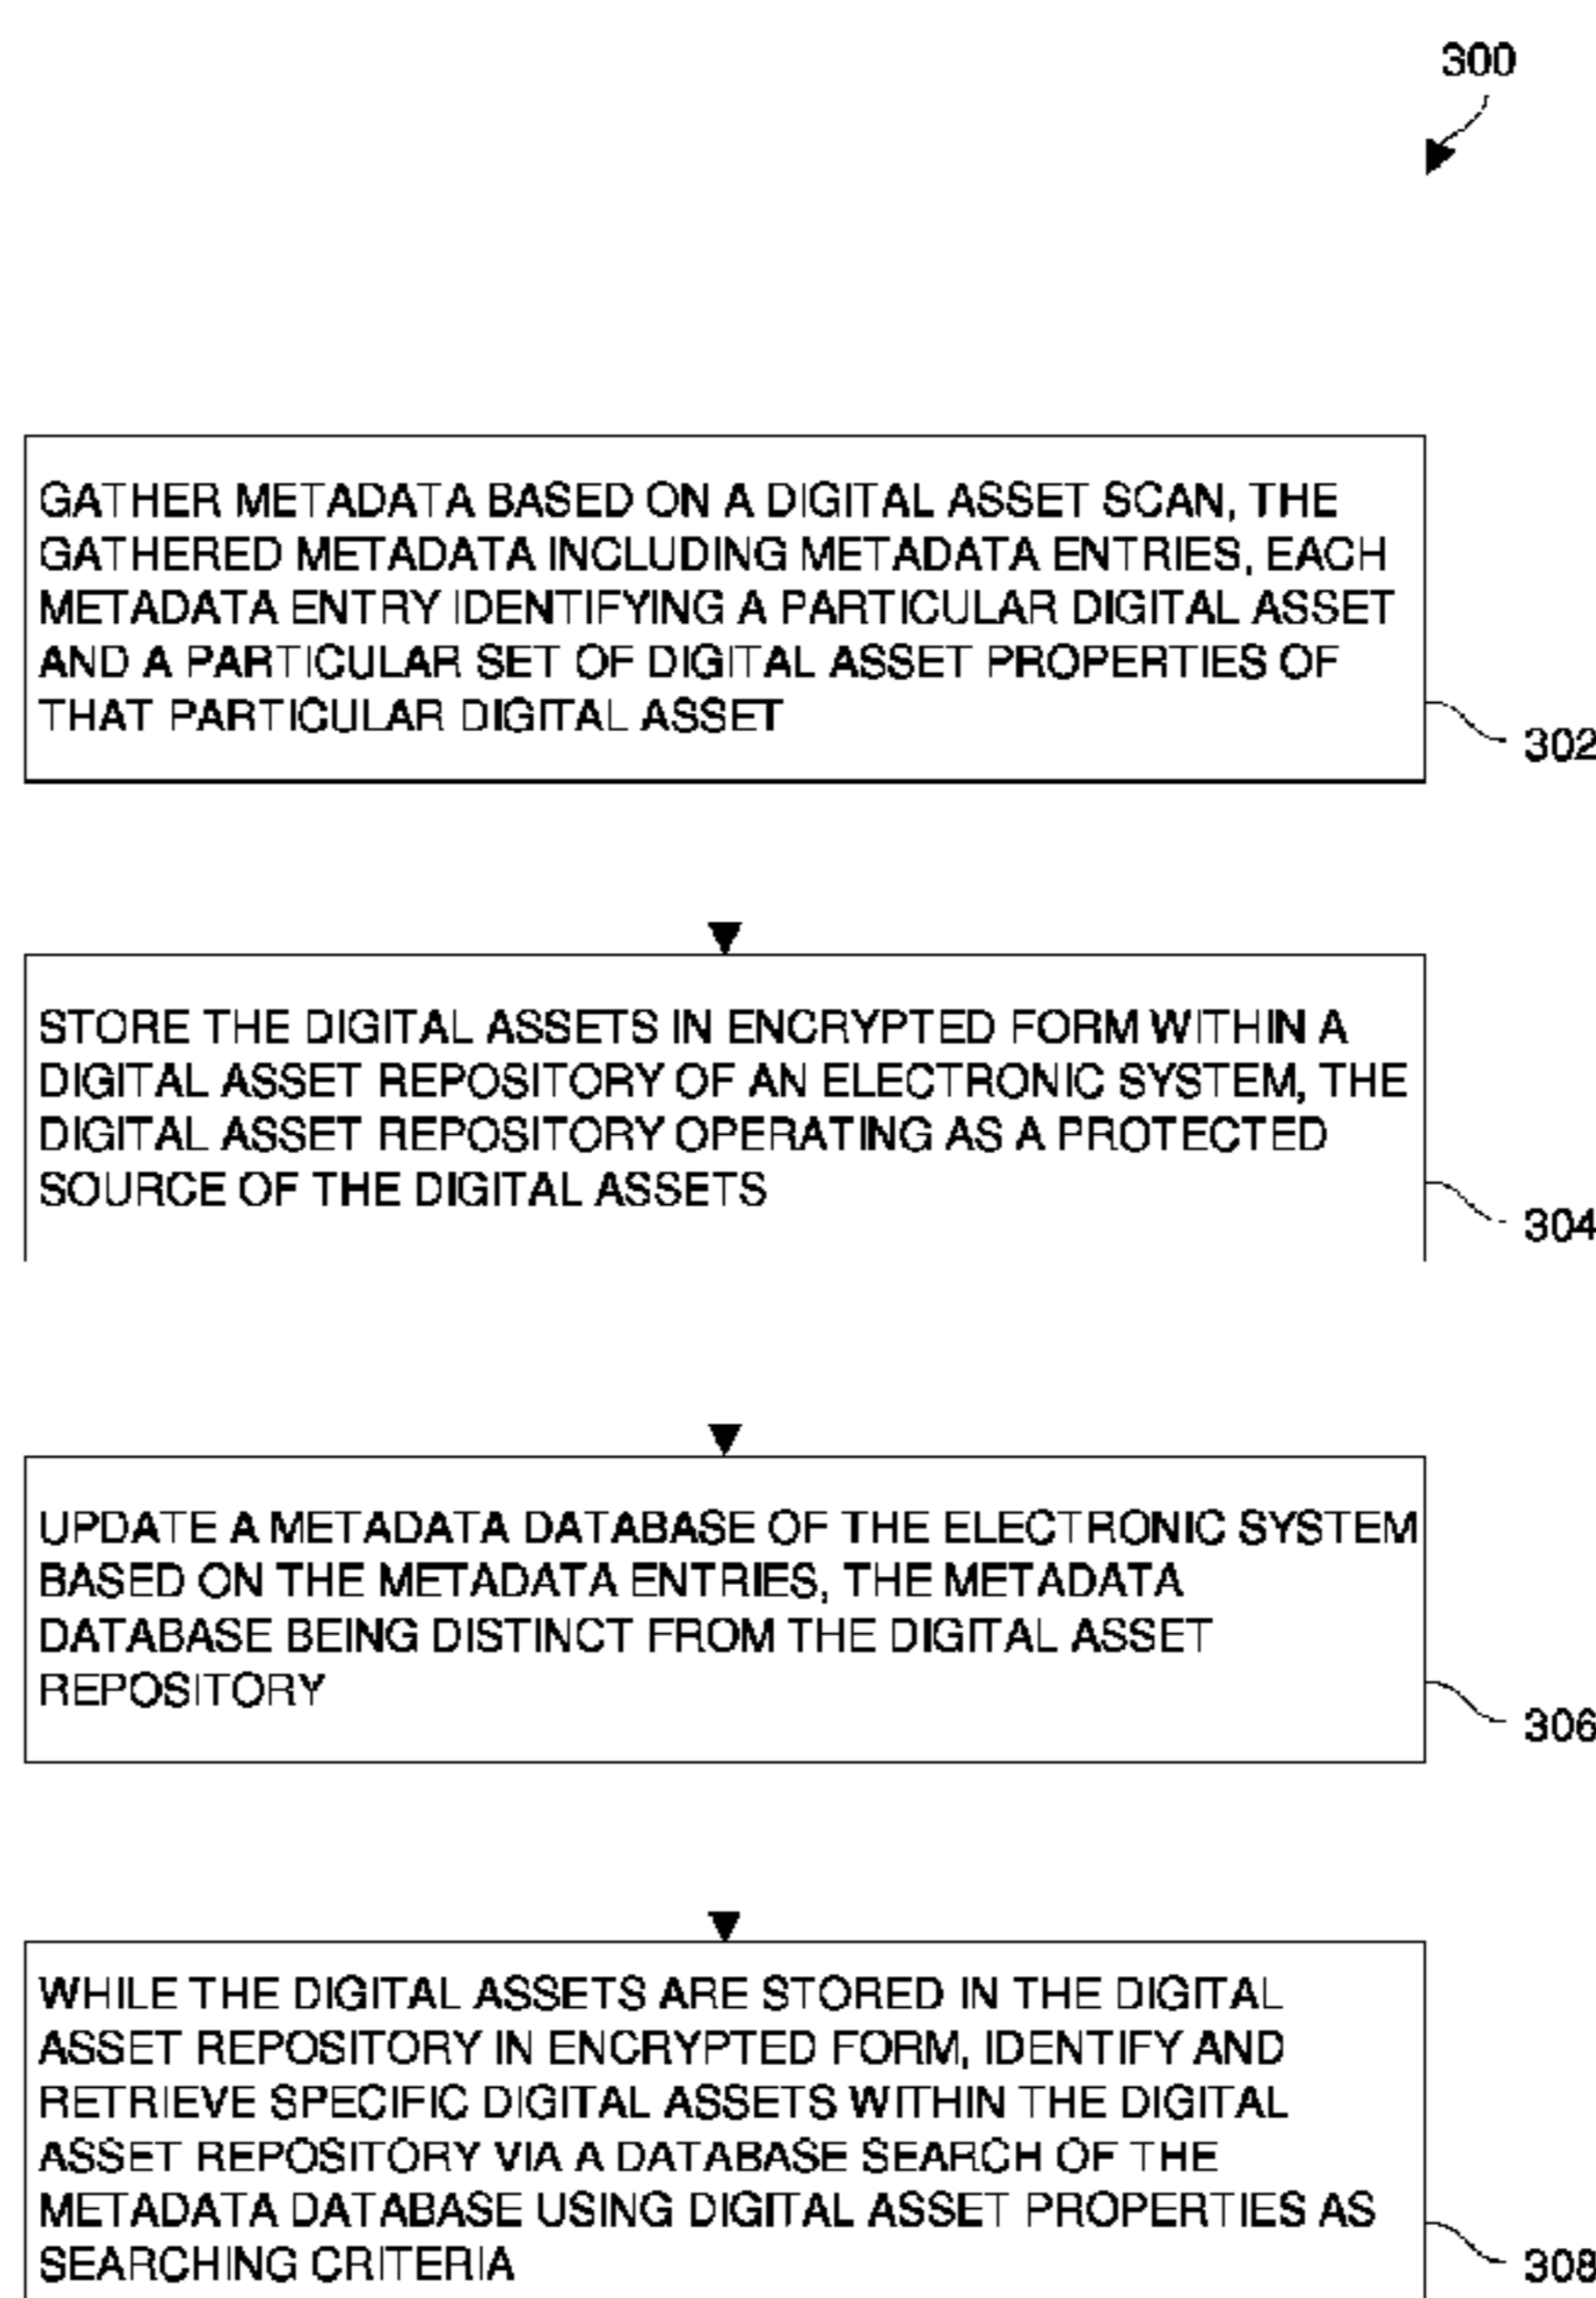 300
GATHER METADATA BASED ON A DIGITAL ASSET SCAN, THE
GATHERED METADATA INCLUDING METADATA ENTRIES, EACH
METADATA ENTRY IDENTIFYING A PARTICULAR DIGITAL ASSET
AND A PARTICULAR SET OF DIGITAL ASSET PROPERTIES OF
THAT PARTICULAR DIGITAL ASSET
302
STORE THE DIGITAL ASSETS IN ENCRYPTED FORM WITHIN A
DIGITAL ASSET REPOSITORY OF AN ELECTRONIC SYSTEM, THE
DIGITAL ASSET REPOSITORY OPERATING AS A PROTECTED
SOURCE OF THE DIGITAL ASSETS
304
UPDATE A METADATA DATABASE OF THE ELECTRONIC SYSTEM
BASED ON THE METADATA ENTRIES, THE METADATA
DATABASE BEING DISTINCT FROM THE DIGITAL ASSET
REPOSITORY
306
WHILE THE DIGITAL ASSETS ARE STORED IN THE DIGITAL
ASSET REPOSITORY IN ENCRYPTED FORM, IDENTIFY AND
RETRIEVE SPECIFIC DIGITAL ASSETS WITHIN THE DIGITAL
ASSET REPOSITORY VIA A DATABASE SEARCH OF THE
METADATA DATABASE USING DIGITAL ASSET PROPERTIES AS
SEARCHING CRITERIA
308